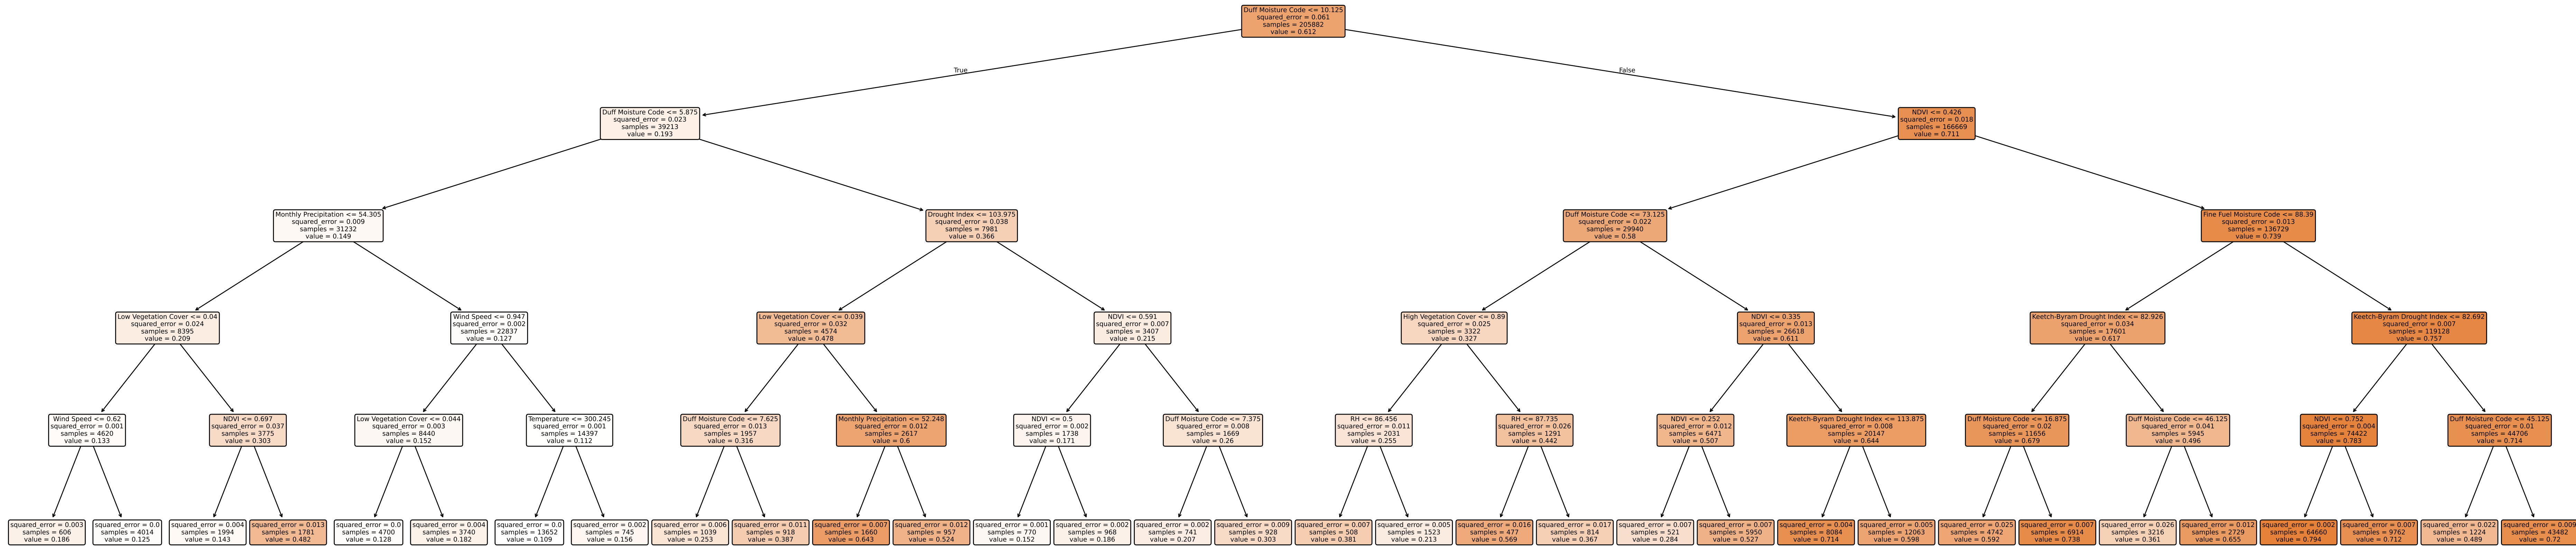 Duff Moisture Code <= 10.125
squared_error = 0.061
samples = 205882
value = 0.612
True
False
Duff Moisture Code <= 5.875
squared_error = 0.023
samples = 39213
value = 0.193
NDVI <= 0.426
squared_error = 0.018
samples = 166669
value = 0.711
Monthly Precipitation <= 54.305
squared_error = 0.009
samples = 31232
value = 0.149
Drought Index <= 103.975
squared_error = 0.038
samples = 7981
value = 0.366
Duff Moisture Code <= 73.125
squared_error = 0.022
samples = 29940
value = 0.58
Fine Fuel Moisture Code <= 88.39
squared_error = 0.013
samples = 136729
value = 0.739
Low Vegetation Cover <= 0.04
squared_error = 0.024
samples = 8395
value = 0.209
Wind Speed <= 0.947
squared_error = 0.002
samples = 22837
value = 0.127
Low Vegetation Cover <= 0.039
squared_error = 0.032
samples = 4574
value = 0.478
NDVI <= 0.591
squared_error = 0.007
samples = 3407
value = 0.215
High Vegetation Cover <= 0.89
squared_error = 0.025
samples = 3322
value = 0.327
NDVI <= 0.335
squared_error = 0.013
samples = 26618
value = 0.611
Keetch-Byram Drought Index <= 82.926
squared_error = 0.034
samples = 17601
value = 0.617
Keetch-Byram Drought Index <= 82.692
squared_error = 0.007
samples = 119128
value = 0.757
Wind Speed <= 0.62
squared_error = 0.001
samples = 4620
value = 0.133
NDVI <= 0.697
squared_error = 0.037
samples = 3775
value = 0.303
Low Vegetation Cover <= 0.044
squared_error = 0.003
samples = 8440
value = 0.152
Temperature <= 300.245
squared_error = 0.001
samples = 14397
value = 0.112
Duff Moisture Code <= 7.625
squared_error = 0.013
samples = 1957
value = 0.316
Monthly Precipitation <= 52.248
squared_error = 0.012
samples = 2617
value = 0.6
NDVI <= 0.5
squared_error = 0.002
samples = 1738
value = 0.171
Duff Moisture Code <= 7.375
squared_error = 0.008
samples = 1669
value = 0.26
RH <= 86.456
squared_error = 0.011
samples = 2031
value = 0.255
RH <= 87.735
squared_error = 0.026
samples = 1291
value = 0.442
NDVI <= 0.252
squared_error = 0.012
samples = 6471
value = 0.507
Keetch-Byram Drought Index <= 113.875
squared_error = 0.008
samples = 20147
value = 0.644
Duff Moisture Code <= 16.875
squared_error = 0.02
samples = 11656
value = 0.679
Duff Moisture Code <= 46.125
squared_error = 0.041
samples = 5945
value = 0.496
NDVI <= 0.752
squared_error = 0.004
samples = 74422
value = 0.783
Duff Moisture Code <= 45.125
squared_error = 0.01
samples = 44706
value = 0.714
squared_error = 0.003
samples = 606
value = 0.186
squared_error = 0.0
samples = 4014
value = 0.125
squared_error = 0.004
samples = 1994
value = 0.143
squared_error = 0.013
samples = 1781
value = 0.482
squared_error = 0.0
samples = 4700
value = 0.128
squared_error = 0.004
samples = 3740
value = 0.182
squared_error = 0.0
samples = 13652
value = 0.109
squared_error = 0.002
samples = 745
value = 0.156
squared_error = 0.006
samples = 1039
value = 0.253
squared_error = 0.011
samples = 918
value = 0.387
squared_error = 0.007
samples = 1660
value = 0.643
squared_error = 0.012
samples = 957
value = 0.524
squared_error = 0.001
samples = 770
value = 0.152
squared_error = 0.002
samples = 968
value = 0.186
squared_error = 0.002
samples = 741
value = 0.207
squared_error = 0.009
samples = 928
value = 0.303
squared_error = 0.007
samples = 508
value = 0.381
squared_error = 0.005
samples = 1523
value = 0.213
squared_error = 0.016
samples = 477
value = 0.569
squared_error = 0.017
samples = 814
value = 0.367
squared_error = 0.007
samples = 521
value = 0.284
squared_error = 0.007
samples = 5950
value = 0.527
squared_error = 0.004
samples = 8084
value = 0.714
squared_error = 0.005
samples = 12063
value = 0.598
squared_error = 0.025
samples = 4742
value = 0.592
squared_error = 0.007
samples = 6914
value = 0.738
squared_error = 0.026
samples = 3216
value = 0.361
squared_error = 0.012
samples = 2729
value = 0.655
squared_error = 0.002
samples = 64660
value = 0.794
squared_error = 0.007
samples = 9762
value = 0.712
squared_error = 0.022
samples = 1224
value = 0.489
squared_error = 0.009
samples = 43482
value = 0.72